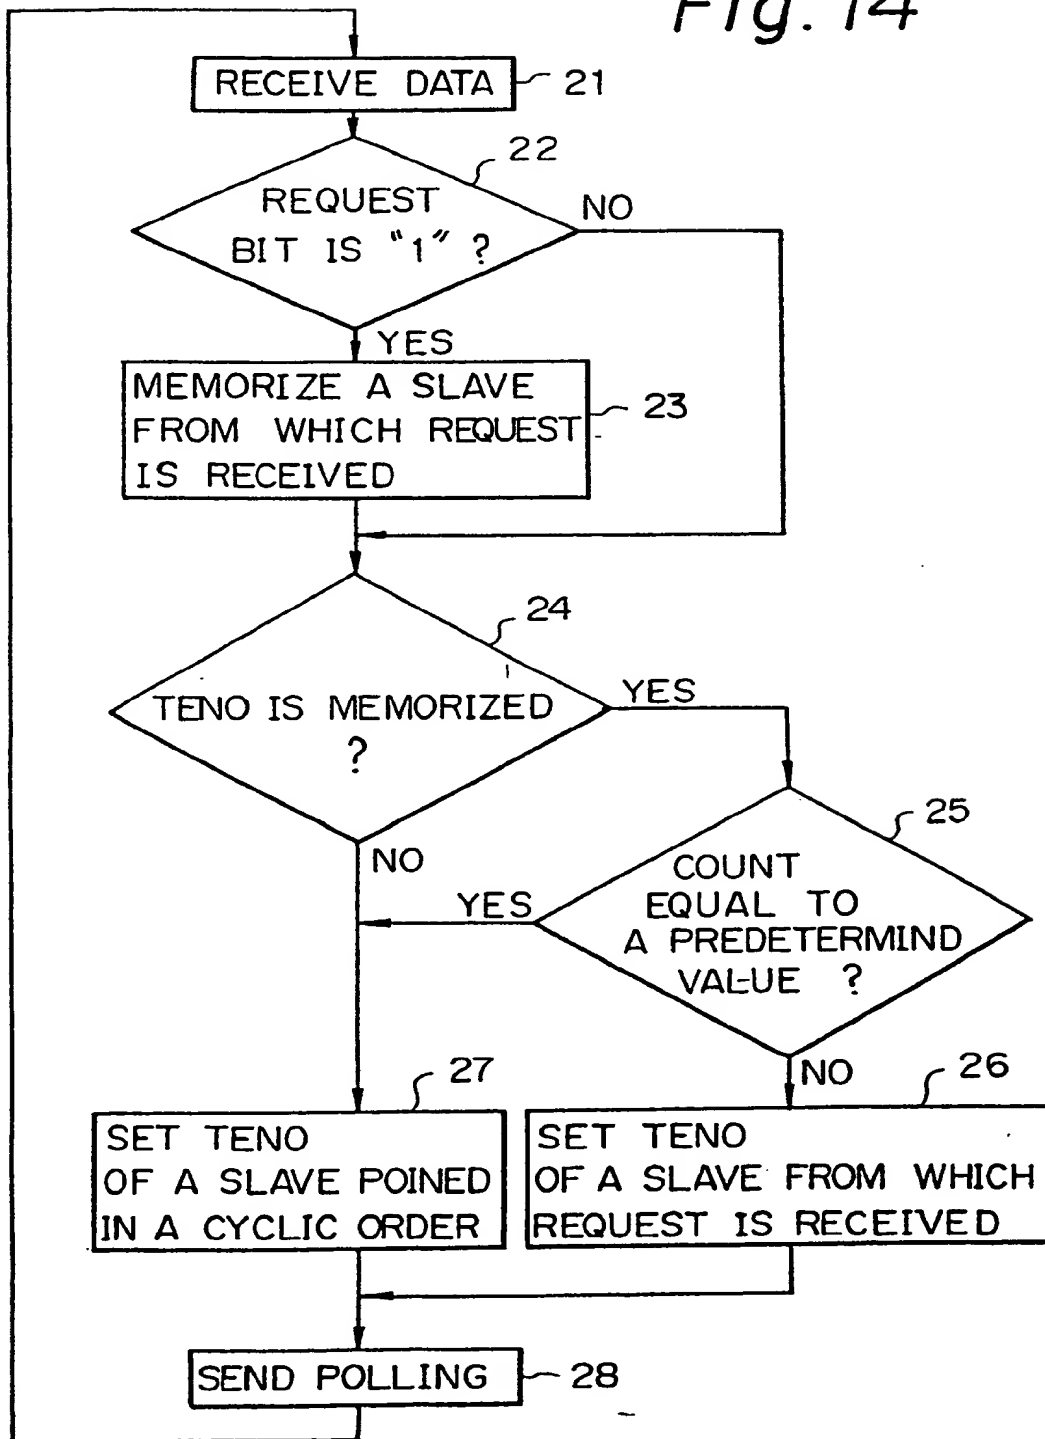 Fig. 14
RECEIVE DATA
21
22
REQUEST
BIT IS "1" ?
NO
YES
MEMORIZE A SLAVE
FROM WHICH REQUEST
IS RECEIVED
23
24
TENO IS MEMORIZED
?
YES
NO
25
COUNT
EQUAL TO
A PREDETERMIND
VALUE ?
YES
NO
27
SET TENO
OF A SLAVE POINED
IN A CYCLIC ORDER
26
SET TENO
OF A SLAVE FROM WHICH
REQUEST IS RECEIVED
SEND POLLING
28